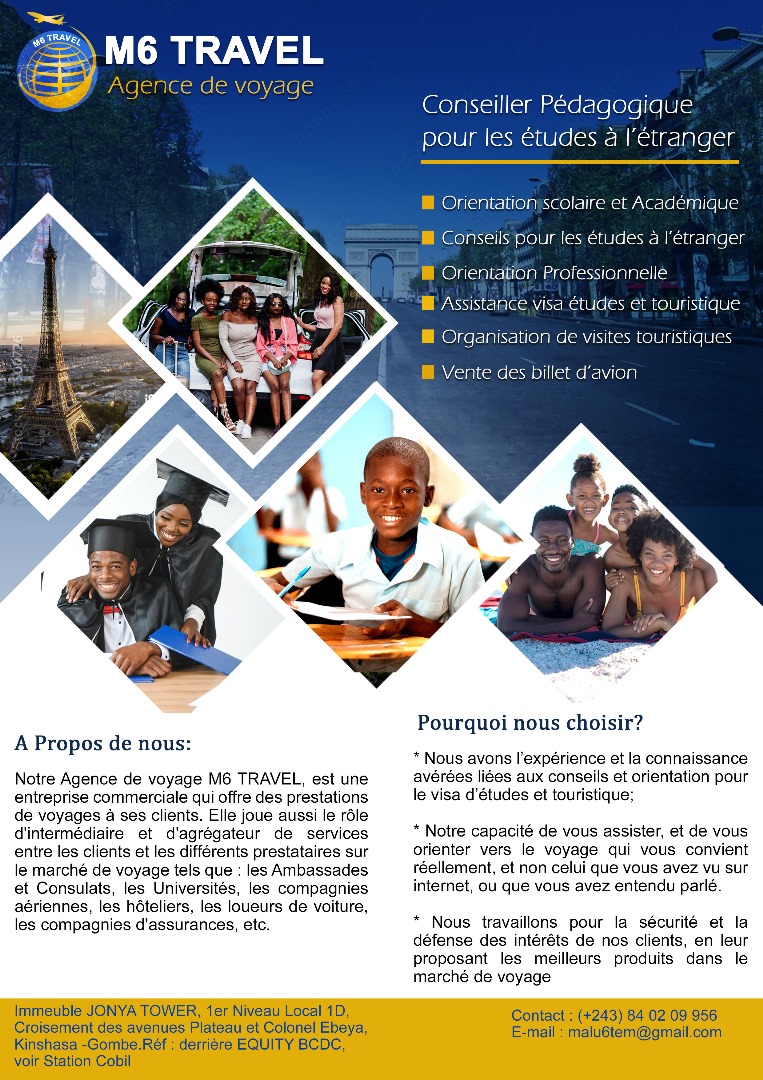 M6 TRAVEL
M6 TRAVEL
Agence de voyage
Conseiller Pédagogique
pour les études à l'étranger
Orientation scolaire et Académique
Conseils pour les études à l'étranger
Orientation Professionnelle
Assistance visa études et touristique
Organisation de visites touristiques
Vente des billet d'avion
A Propos de nous:
Notre Agence de voyage M6 TRAVEL, est une
entreprise commerciale qui offre des prestations
de voyages à ses clients. Elle joue aussi le rôle
d'intermédiaire et d'agrégateur de services
entre les clients et les différents prestataires sur
le marché de voyage tels que : les Ambassades
et Consulats, les Universités, les compagnies
aériennes, les hôteliers, les loueurs de voiture,
les compagnies d'assurances, etc.
Pourquoi nous choisir?
* Nous avons l'expérience et la connaissance
avérées liées aux conseils et orientation pour
le visa d'études et touristique;
* Notre capacité de vous assister, et de vous
orienter vers le voyage qui vous convient
réellement, et non celui que vous avez vu sur
internet, ou que vous avez entendu parlé.
* Nous travaillons pour la sécurité et la
défense des intérêts de nos clients, en leur
proposant les meilleurs produits dans le
marché de voyage
Immeuble JONYA TOWER, 1er Niveau Local 1D,
Croisement des avenues Plateau et Colonel Ebeya,
Kinshasa -Gombe.Réf : derrière EQUITY BCDC,
voir Station Cobil
Contact : (+243) 84 02 09 956
E-mail : malu6tem@gmail.com